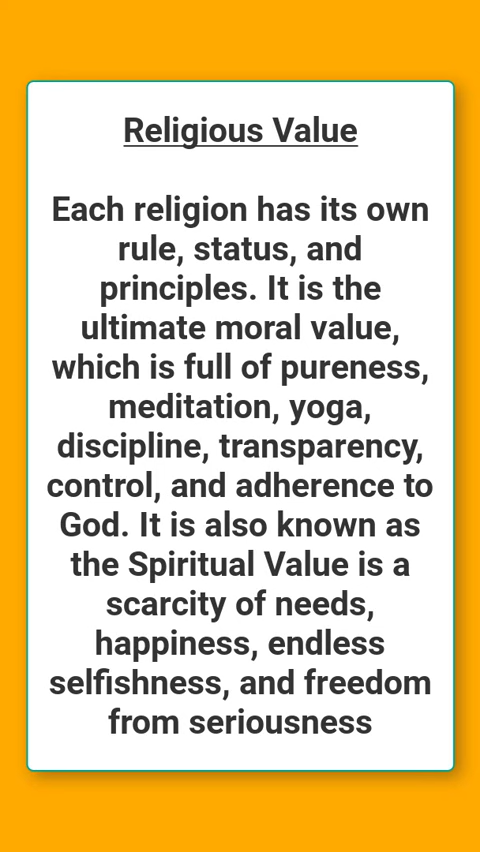 Religious Value
Each religion has its own
rule, status, and
principles. It is the
ultimate moral value,
which is full of pureness,
meditation, yoga,
discipline, transparency,
control, and adherence to
God. It is also known as
the Spiritual Value is a
scarcity of needs,
happiness, endless
selfishness, and freedom
from seriousness